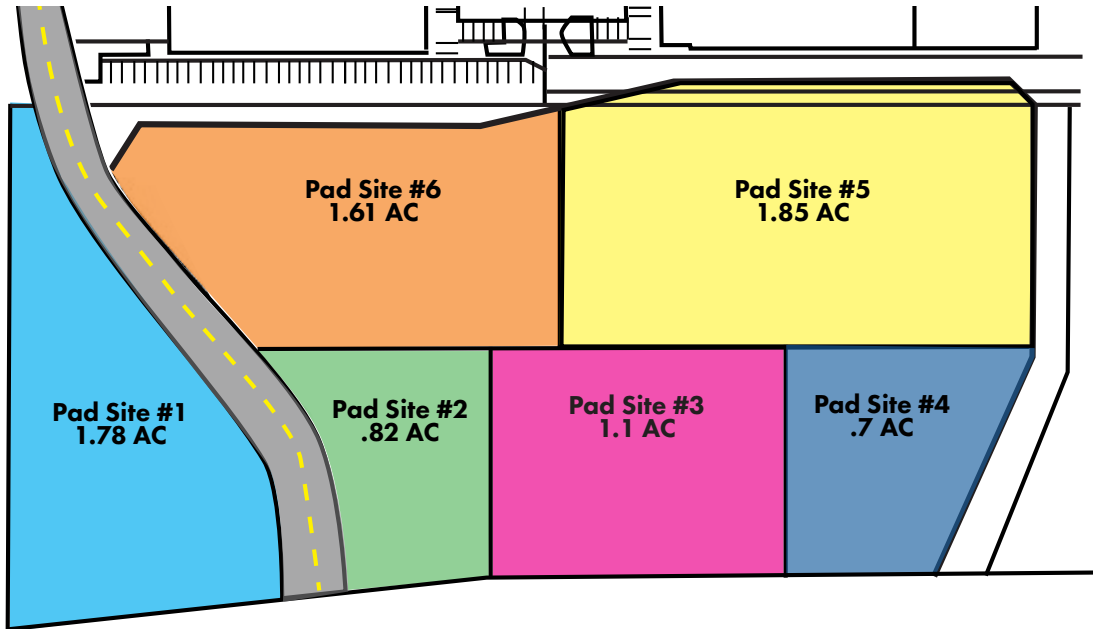 Pad Site #6
1.61 AC
Pad Site #5
1.85 AC
Pad Site #1
1.78 AC
Pad Site #2
.82 AC
Pad Site #3
1.1 AC
Pad Site #4
.7 AC